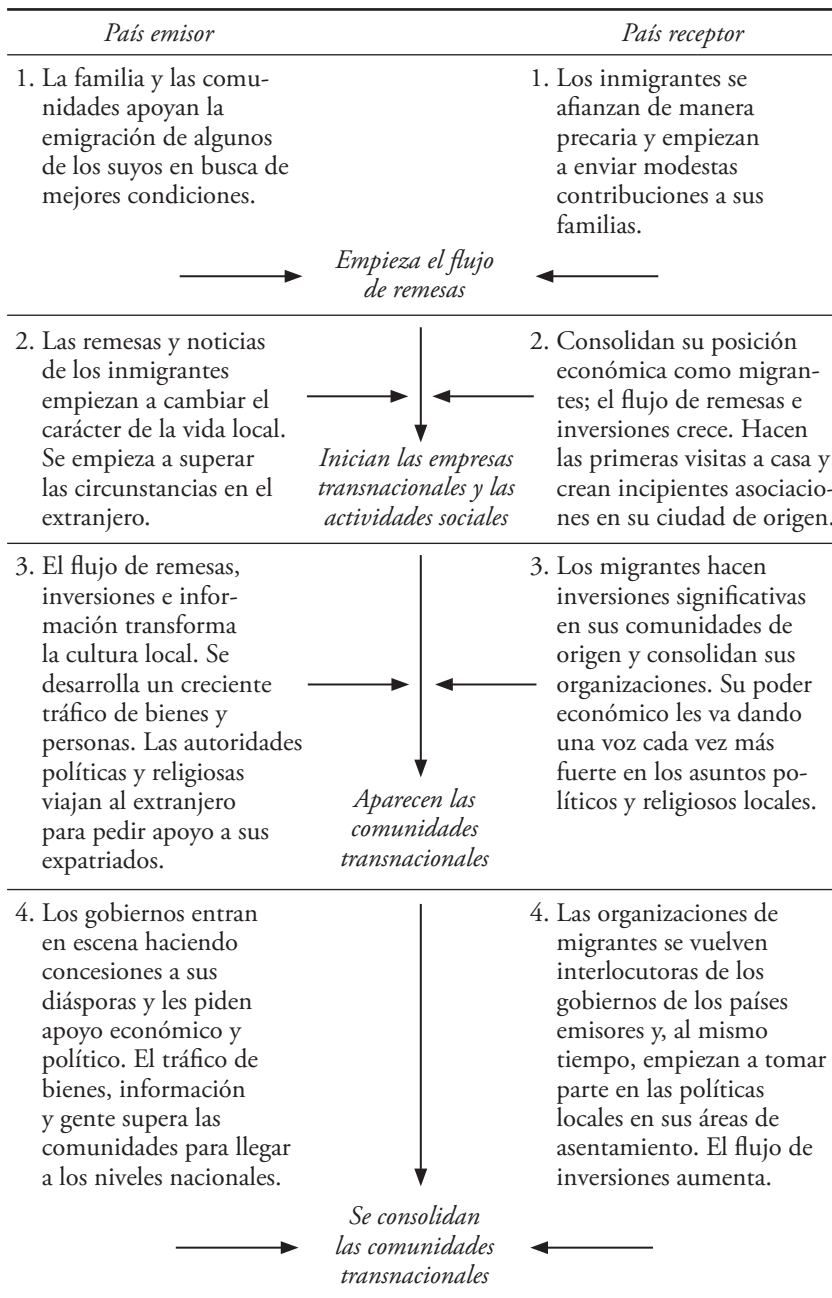 País emisor
País receptor
1. La familia y las comu-
nidades apoyan la
emigración de algunos
de los suyos en busca de
mejores condiciones.
1. Los inmigrantes se
afianzan de manera
precaria y empiezan
a enviar modestas
contribuciones a sus
familias.
Empieza el flujo
de remesas
2. Las remesas y noticias
de los inmigrantes
empiezan a cambiar el
carácter de la vida local.
Se empieza a superar
las circunstancias en el
extranjero.
Inician las empresas
transnacionales y las
actividades sociales
2. Consolidan su posición
económica como migran-
tes; el flujo de remesas e
inversiones crece. Hacen
las primeras visitas a casa y
crean incipientes asociacio-
nes en su ciudad de origen.
3. El flujo de remesas,
inversiones e infor-
mación transforma
la cultura local. Se
desarrolla un creciente
tráfico de bienes y
personas. Las autoridades
políticas y religiosas
viajan al extranjero
para pedir apoyo a sus
expatriados.
Aparecen las
comunidades
transnacionales
3. Los migrantes hacen
inversiones significativas
en sus comunidades de
origen y consolidan sus
organizaciones. Su poder
económico les va dando
una voz cada vez más
fuerte en los asuntos po-
líticos y religiosos locales.
4. Los gobiernos entran
en escena haciendo
concesiones a sus
diásporas y les piden
apoyo económico y
político. El tráfico de
bienes, información
y gente supera las
comunidades para llegar
a los niveles nacionales.
4. Las organizaciones de
migrantes se vuelven
interlocutoras de los
gobiernos de los países
emisores y, al mismo
tiempo, empiezan a tomar
parte en las políticas
locales en sus áreas de
asentamiento. El flujo de
inversiones aumenta.
Se consolidan
las comunidades
transnacionales